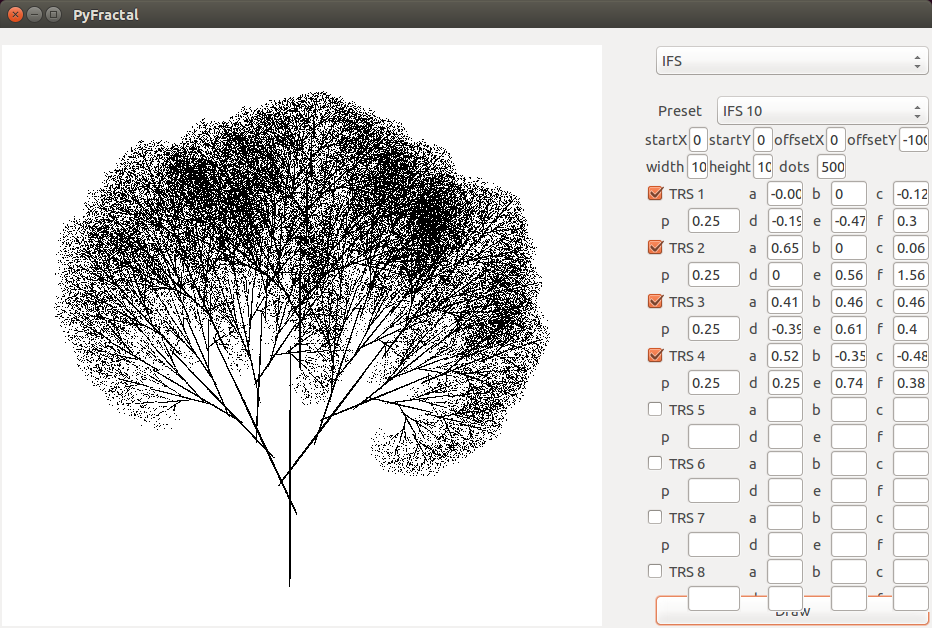 PyFractal
IFS
Preset IFS 10
startX 0 startY 0 offsetX 0 offsetY -100
width 10 height 10 dots 500
TRS 1 a -0.00 b 0 c -0.12
p 0.25 d -0.19 e -0.47 f 0.3
TRS 2 a 0.65 b 0 c 0.06
p 0.25 d 0 e 0.56 f 1.56
TRS 3 a 0.41 b 0.46 c 0.46
p 0.25 d -0.39 e 0.61 f 0.4
TRS 4 a 0.52 b -0.35 c -0.48
p 0.25 d 0.25 e 0.74 f 0.38
TRS 5 a b c
p d e f
TRS 6 a b c
p d e f
TRS 7 a b c
p d e f
TRS 8 a b c
Draw